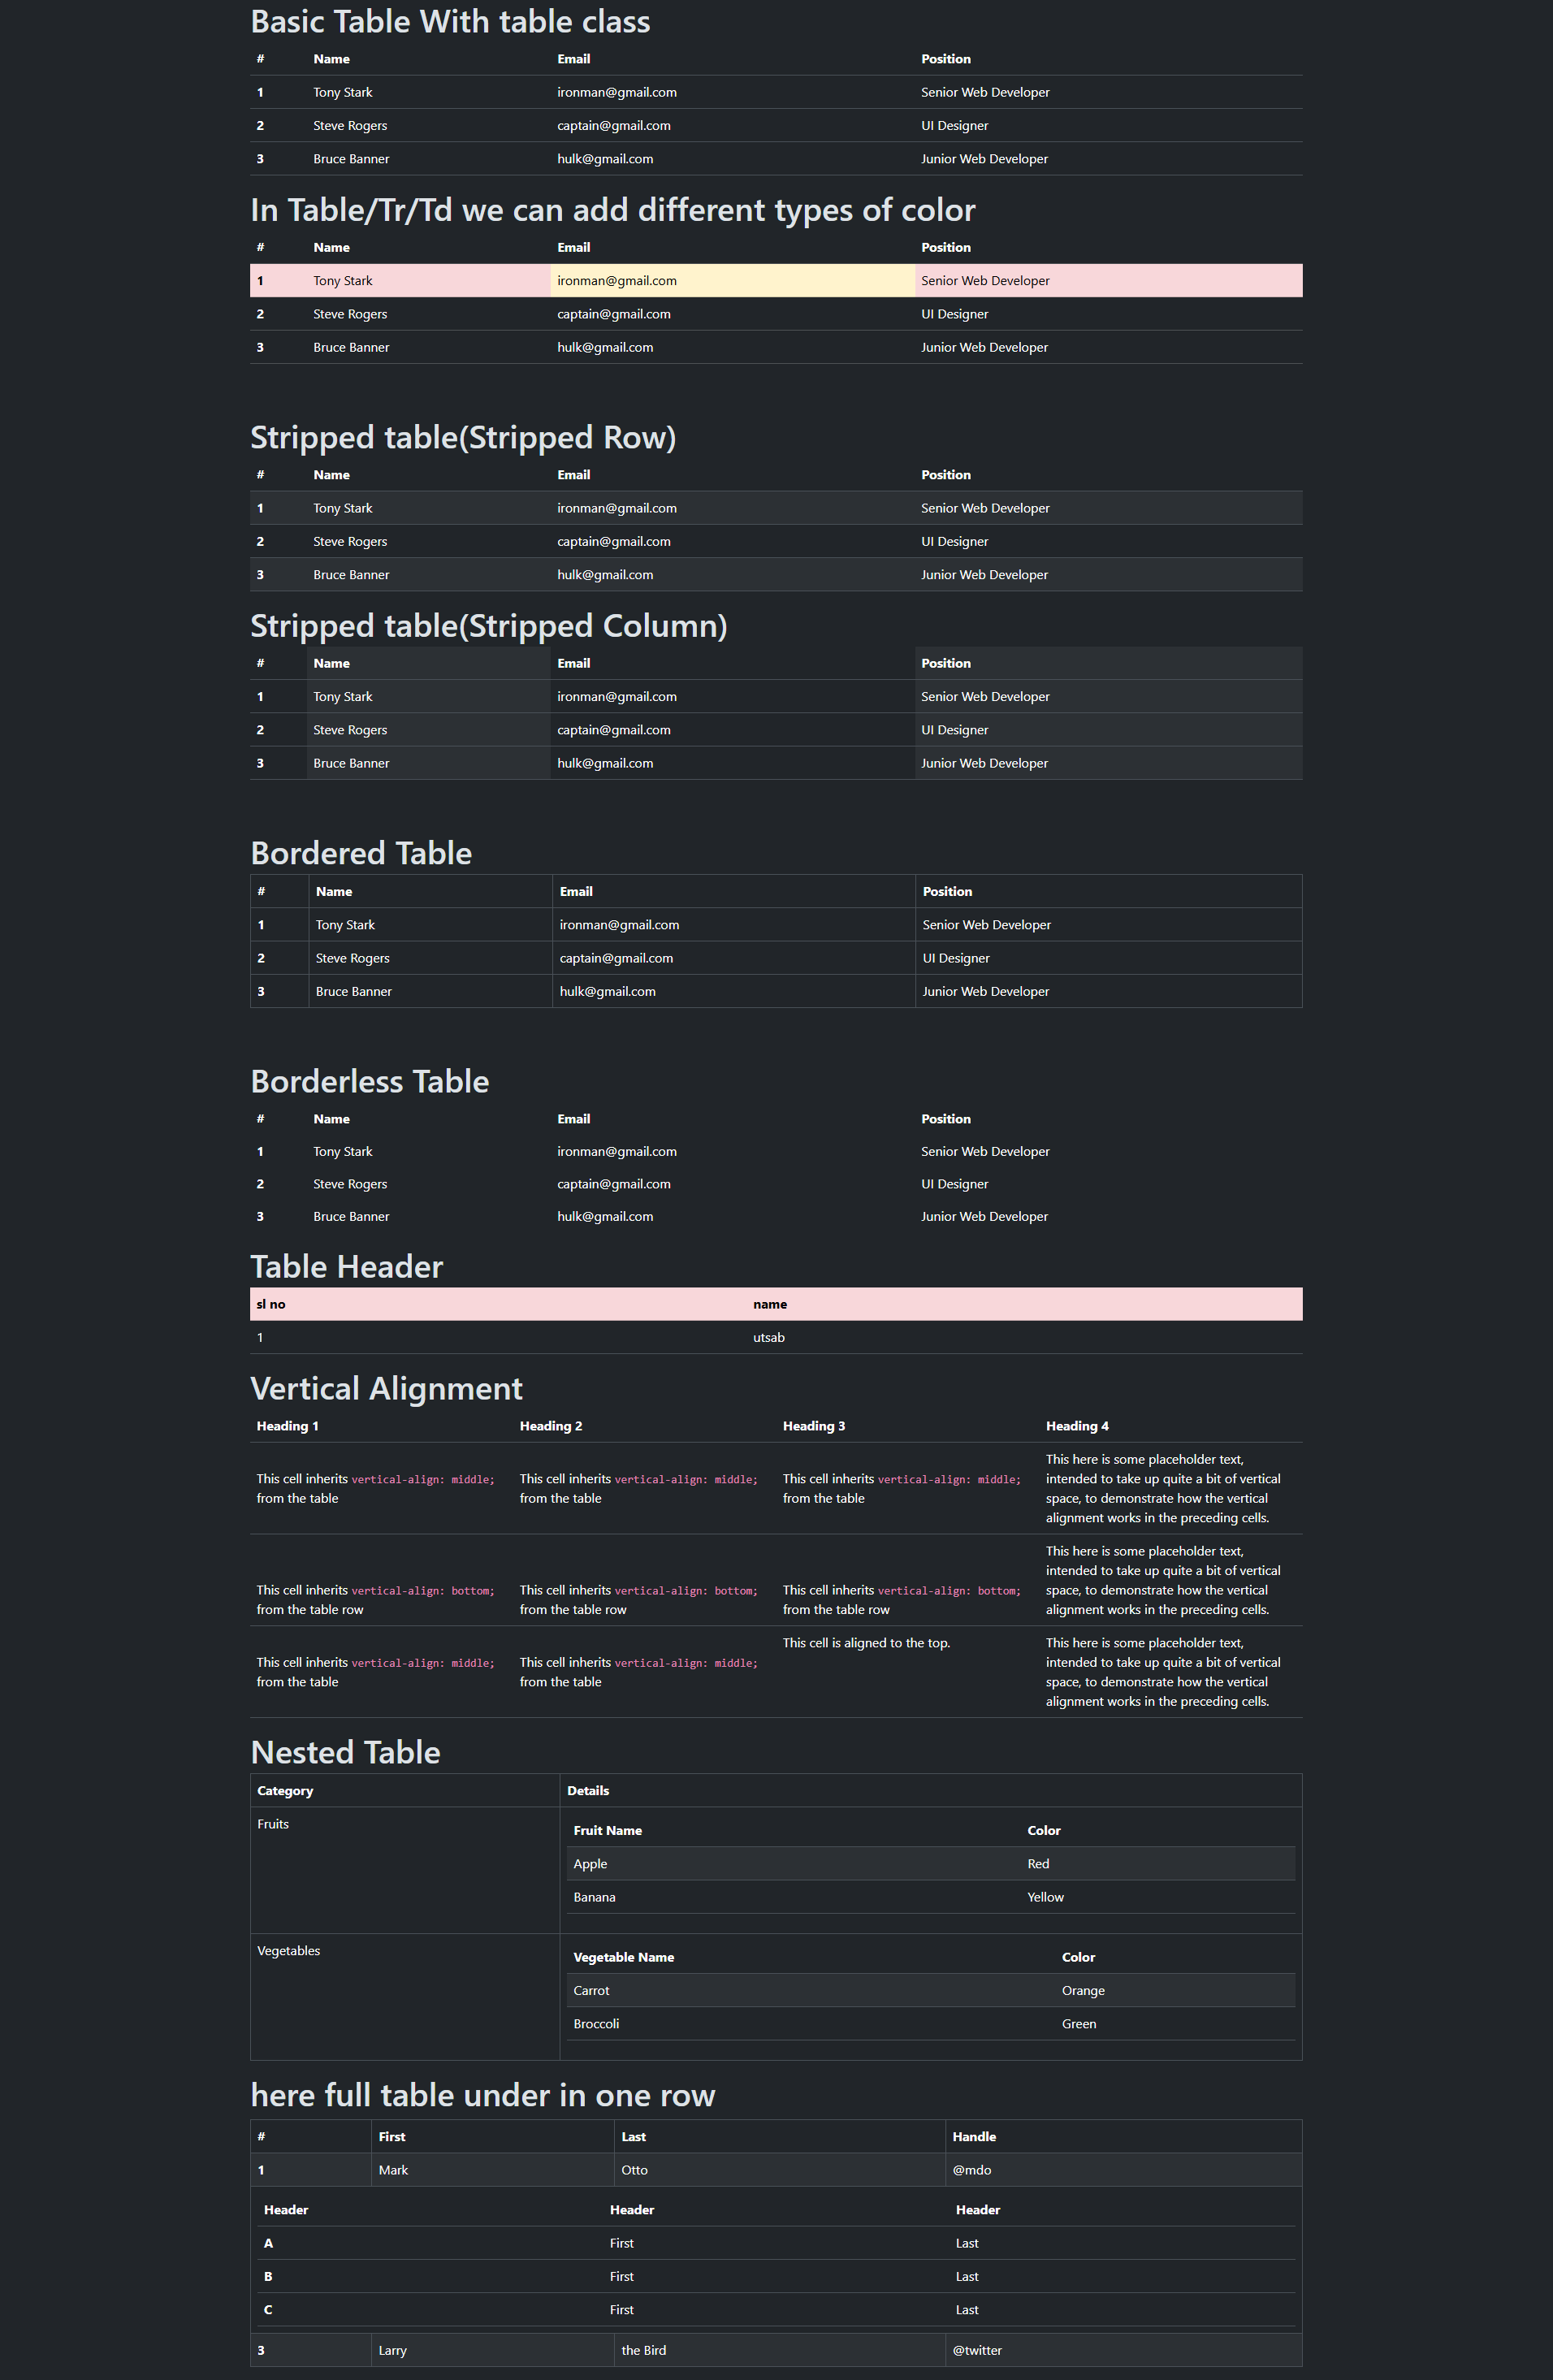 Basic Table With table class
# Name Email Position
1 Tony Stark ironman@gmail.com Senior Web Developer
2 Steve Rogers captain@gmail.com UI Designer
3 Bruce Banner hulk@gmail.com Junior Web Developer
In Table/Tr/Td we can add different types of color
# Name Email Position
1 Tony Stark ironman@gmail.com Senior Web Developer
2 Steve Rogers captain@gmail.com UI Designer
3 Bruce Banner hulk@gmail.com Junior Web Developer
Stripped table(Stripped Row)
# Name Email Position
1 Tony Stark ironman@gmail.com Senior Web Developer
2 Steve Rogers captain@gmail.com UI Designer
3 Bruce Banner hulk@gmail.com Junior Web Developer
Stripped table(Stripped Column)
# Name Email Position
1 Tony Stark ironman@gmail.com Senior Web Developer
2 Steve Rogers captain@gmail.com UI Designer
3 Bruce Banner hulk@gmail.com Junior Web Developer
Bordered Table
# Name Email Position
1 Tony Stark ironman@gmail.com Senior Web Developer
2 Steve Rogers captain@gmail.com UI Designer
3 Bruce Banner hulk@gmail.com Junior Web Developer
Borderless Table
# Name Email Position
1 Tony Stark ironman@gmail.com Senior Web Developer
2 Steve Rogers captain@gmail.com UI Designer
3 Bruce Banner hulk@gmail.com Junior Web Developer
Table Header
sl no name
1 utsab
Vertical Alignment
Heading 1 Heading 2 Heading 3 Heading 4
This cell inherits vertical-align: middle;
from the table
This cell inherits vertical-align: middle;
from the table
This cell inherits vertical-align: middle;
from the table
This here is some placeholder text,
intended to take up quite a bit of vertical
space, to demonstrate how the vertical
alignment works in the preceding cells.
This cell inherits vertical-align: bottom;
from the table row
This cell inherits vertical-align: bottom;
from the table row
This cell inherits vertical-align: bottom;
from the table row
This here is some placeholder text,
intended to take up quite a bit of vertical
space, to demonstrate how the vertical
alignment works in the preceding cells.
This cell inherits vertical-align: middle;
from the table
This cell inherits vertical-align: middle;
from the table
This cell is aligned to the top.
This here is some placeholder text,
intended to take up quite a bit of vertical
space, to demonstrate how the vertical
alignment works in the preceding cells.
Nested Table
Category Details
Fruits
Fruit Name Color
Apple Red
Banana Yellow
Vegetables
Vegetable Name Color
Carrot Orange
Broccoli Green
here full table under in one row
# First Last Handle
1 Mark Otto @mdo
Header Header Header
A First Last
B First Last
C First Last
3 Larry the Bird @twitter